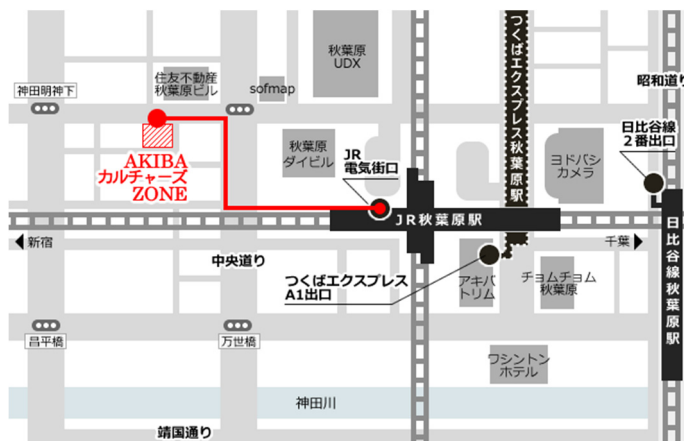 つくばエクスプレス秋葉原駅
秋葉原
UDX
住友不動産
秋葉原ビル
sofmap
神田明神下
昭和通り
日比谷線
2番出口
AKIBA
カルチャーズ
ZONE
秋葉原
ダイビル
JR
電気街口
ヨドバシ
カメラ
JR秋葉原駅
新宿
千葉
中央通り
日比谷線秋葉原駅
つくばエクスプレス
A1出口
アキバ
トリム
チョムチョム
秋葉原
昌平橋
万世橋
ワシントン
ホテル
神田川
靖国通り